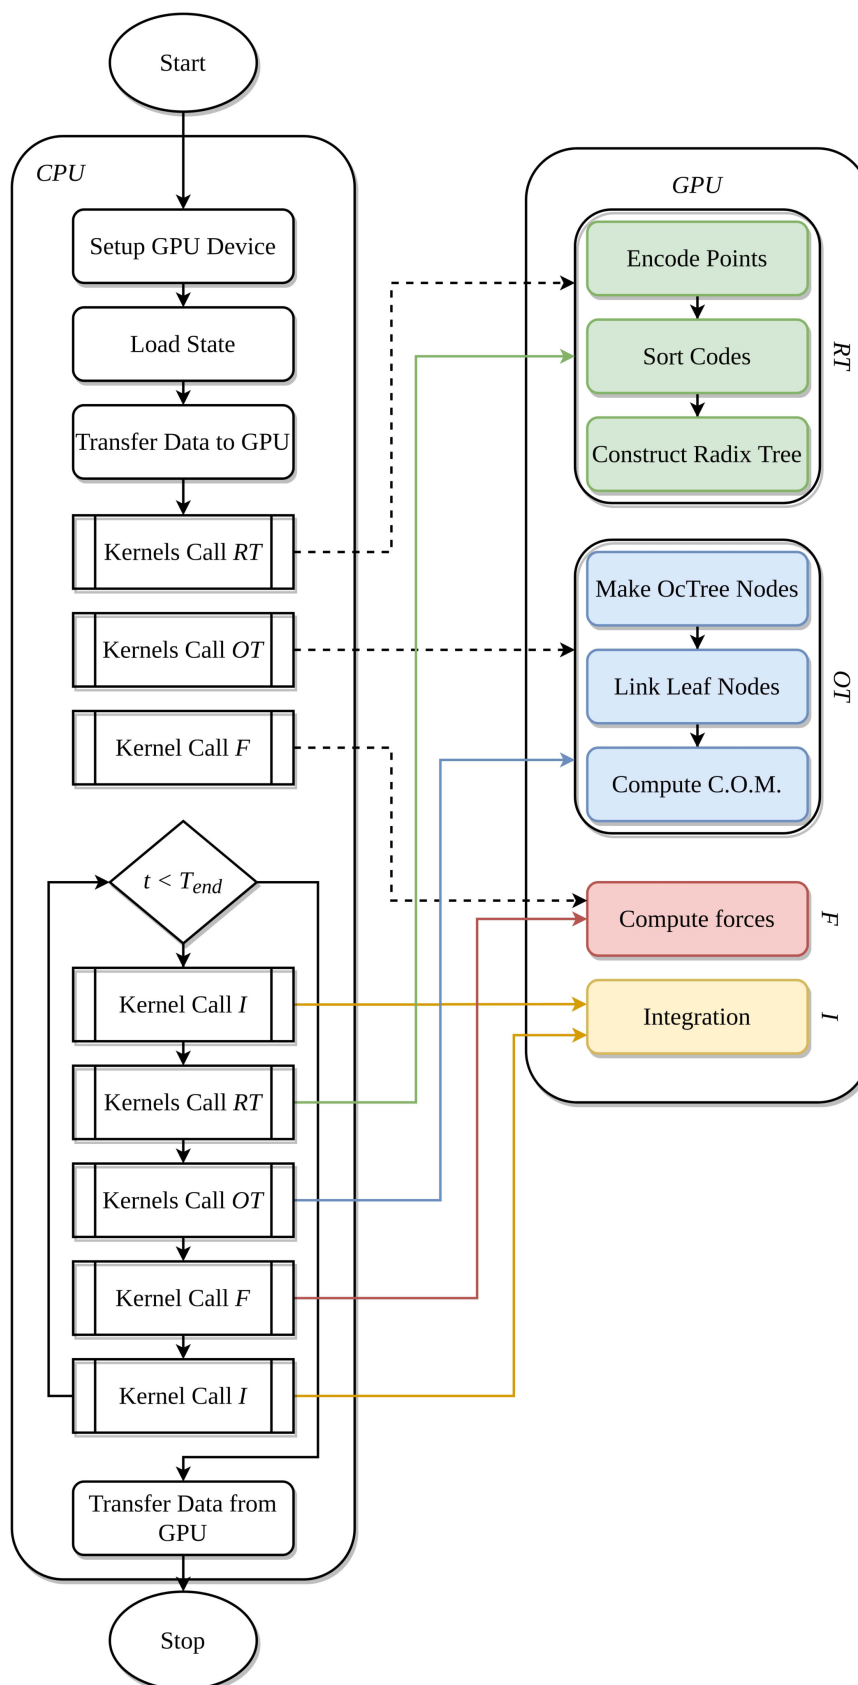 Start
CPU
Setup GPU Device
Load State
Transfer Data to GPU
Kernels Call RT
Kernels Call OT
Kernel Call F
t < Tend
Kernel Call I
Kernels Call RT
Kernels Call OT
Kernel Call F
Kernel Call I
Transfer Data from
GPU
Stop
GPU
Encode Points
Sort Codes
Construct Radix Tree
RT
Make OcTree Nodes
Link Leaf Nodes
Compute C.O.M.
OT
Compute forces
F
Integration
I